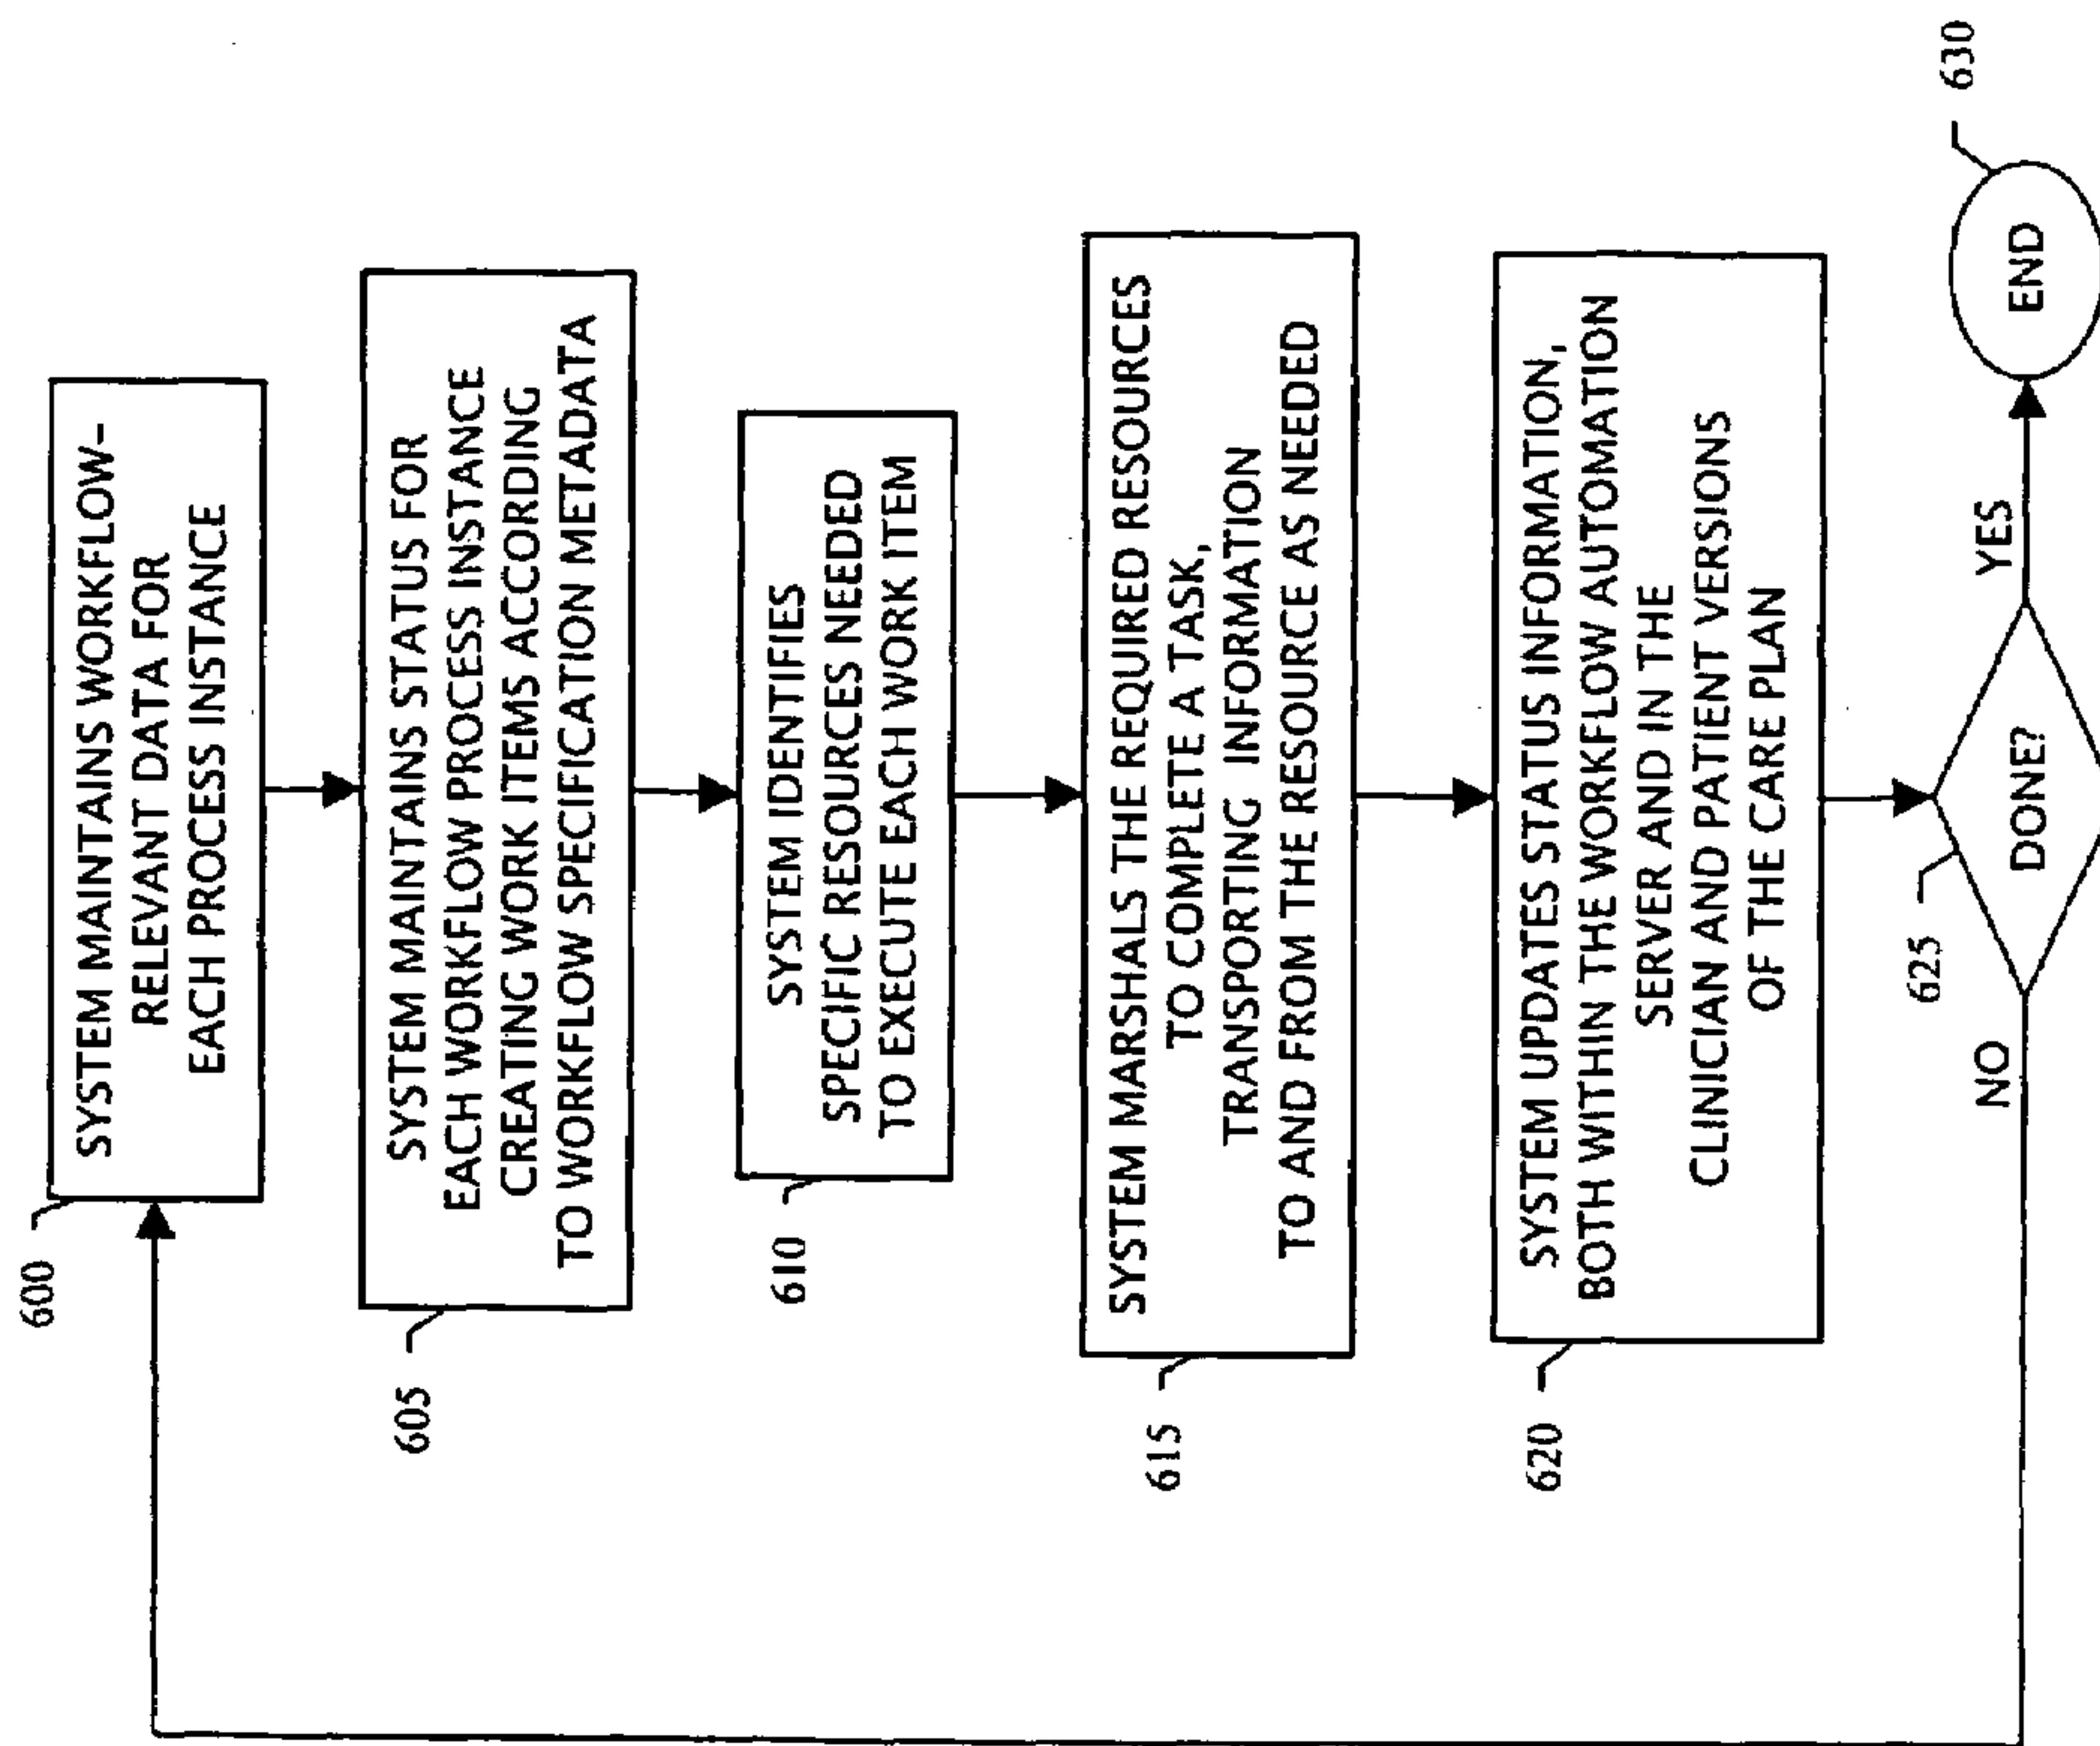 600
SYSTEM MAINTAINS WORKFLOW-
RELEVANT DATA FOR
EACH PROCESS INSTANCE
605
SYSTEM MAINTAINS STATUS FOR
EACH WORKFLOW PROCESS INSTANCE
CREATING WORK ITEMS ACCORDING
TO WORKFLOW SPECIFICATION METADATA
610
SYSTEM IDENTIFIES
SPECIFIC RESOURCES NEEDED
TO EXECUTE EACH WORK ITEM
615
SYSTEM MARSHALS THE REQUIRED RESOURCES
TO COMPLETE A TASK,
TRANSPORTING INFORMATION
TO AND FROM THE RESOURCE AS NEEDED
620
SYSTEM UPDATES STATUS INFORMATION,
BOTH WITHIN THE WORKFLOW AUTOMATION
SERVER AND IN THE
CLINICIAN AND PATIENT VERSIONS
OF THE CARE PLAN
625
NO
DONE?
YES
END
630